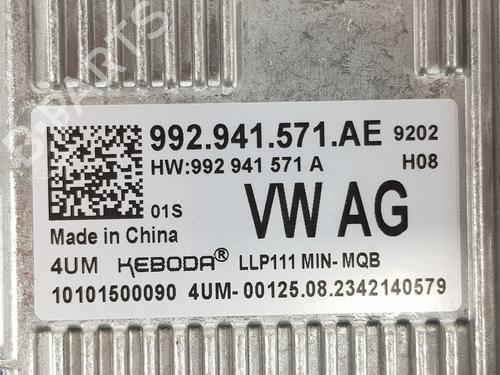 992.941.571.AE 9202
HW:992 941 571 A H08
01S VW AG
Made in China
4UM KEBODA® LLP111 MIN- MQB
10101500090 4UM- 00125.08.2342140579